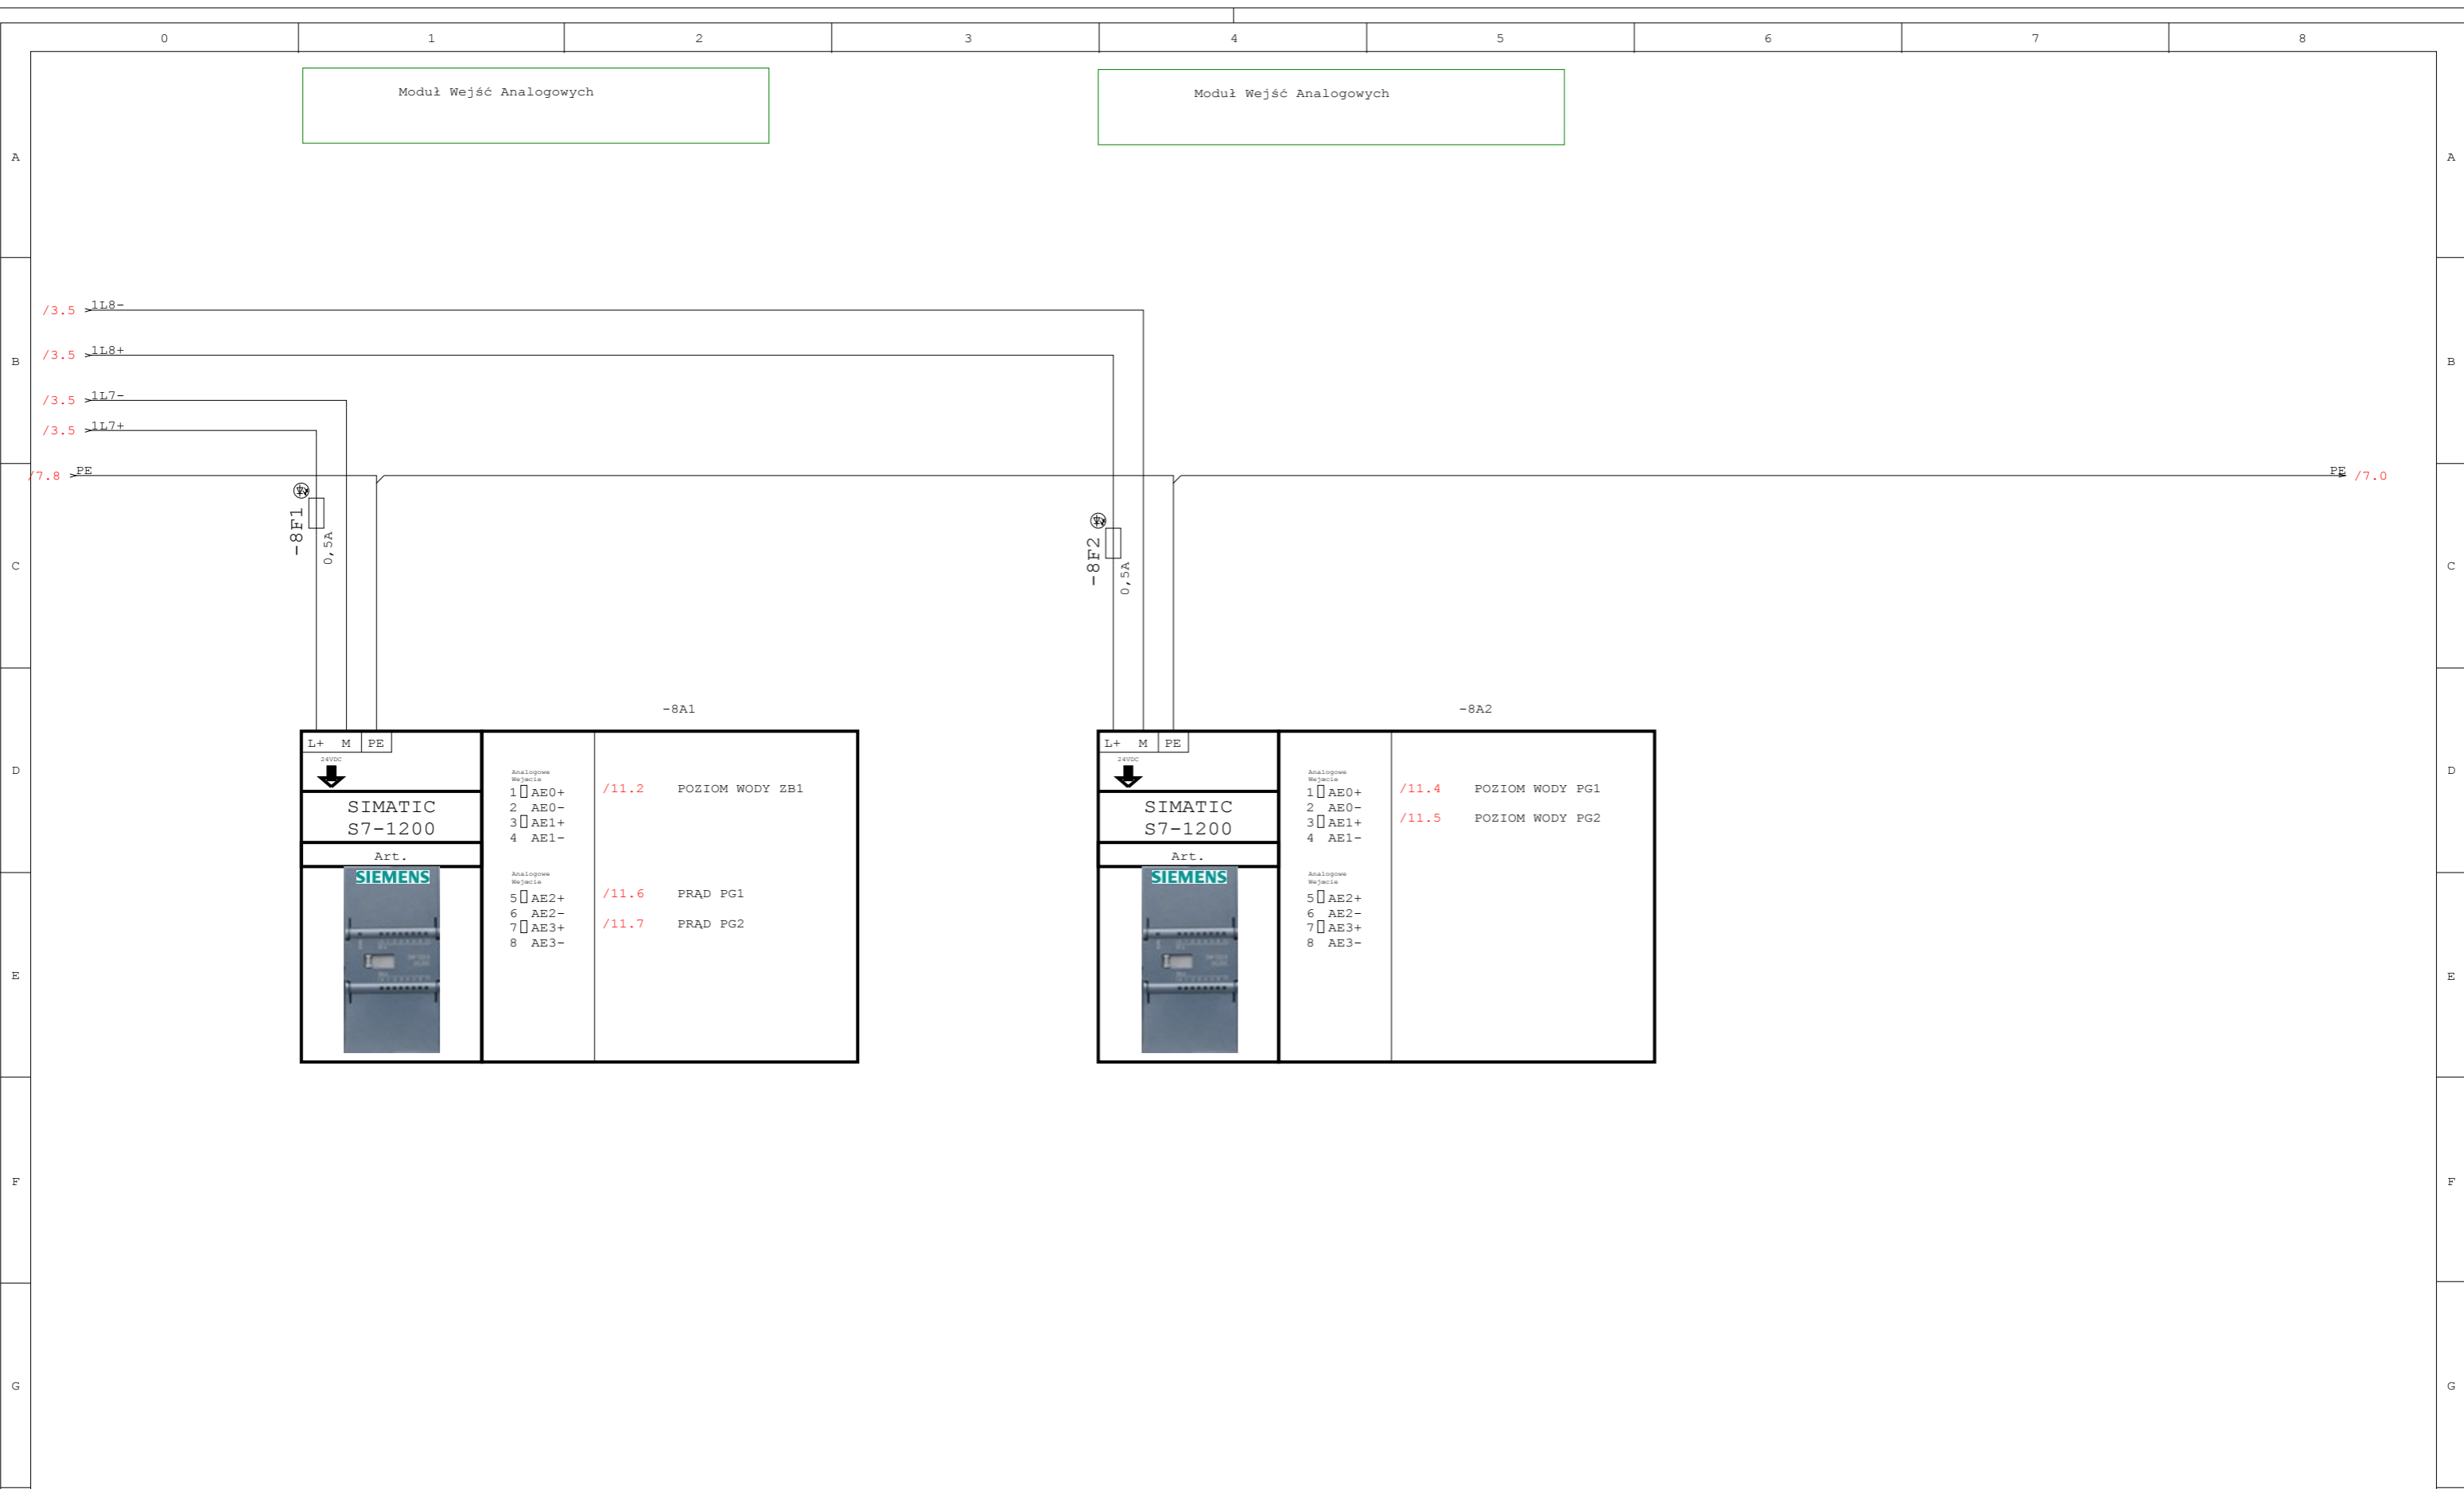 0 1 2 3 4 5 6 7 8
Moduł Wejść Analogowych
Moduł Wejść Analogowych
A A
/3.5 1L8-
/3.5 1L8+
B B
/3.5 1L7-
/3.5 1L7+
/7.8 PE
PE /7.0
-8F1
0,5A
-8F2
0,5A
C C
-8A1
L+ M PE
24VDC
SIMATIC
S7-1200
Art.
SIEMENS
Analogowe
1 AE0+ /11.2 POZIOM WODY ZB1
2 AE0-
3 AE1+
4 AE1-
Analogowe
5 AE2+ /11.6 PRĄD PG1
6 AE2-
7 AE3+ /11.7 PRĄD PG2
8 AE3-
-8A2
L+ M PE
24VDC
SIMATIC
S7-1200
Art.
SIEMENS
Analogowe
1 AE0+ /11.4 POZIOM WODY PG1
2 AE0-
3 AE1+ /11.5 POZIOM WODY PG2
4 AE1-
Analogowe
5 AE2+
6 AE2-
7 AE3+
8 AE3-
D D
E E
F F
G G